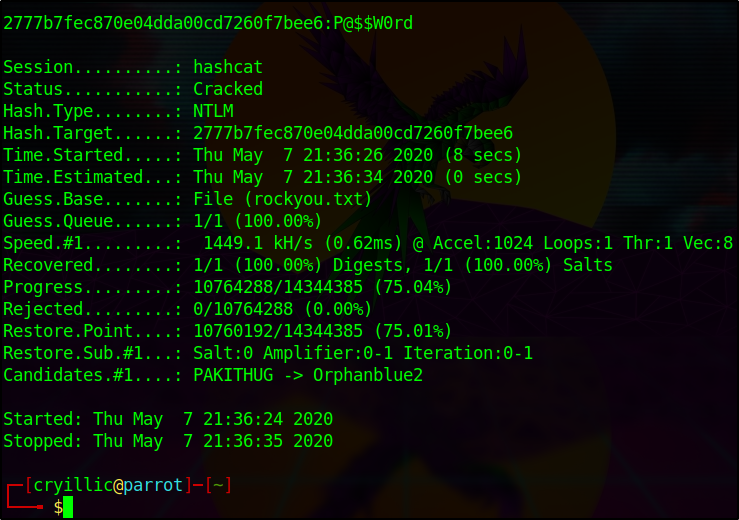 2777b7fec870e04dda00cd7260f7bee6:P@$$W0rd
Session..........: hashcat
Status...........: Cracked
Hash.Type........: NTLM
Hash.Target......: 2777b7fec870e04dda00cd7260f7bee6
Time.Started.....: Thu May  7 21:36:26 2020 (8 secs)
Time.Estimated...: Thu May  7 21:36:34 2020 (0 secs)
Guess.Base.......: File (rockyou.txt)
Guess.Queue......: 1/1 (100.00%)
Speed.#1.........:  1449.1 kH/s (0.62ms) @ Accel:1024 Loops:1 Thr:1 Vec:8
Recovered........: 1/1 (100.00%) Digests, 1/1 (100.00%) Salts
Progress.........: 10764288/14344385 (75.04%)
Rejected.........: 0/10764288 (0.00%)
Restore.Point....: 10760192/14344385 (75.01%)
Restore.Sub.#1...: Salt:0 Amplifier:0-1 Iteration:0-1
Candidates.#1....: PAKITHUG -> Orphanblue2
Started: Thu May  7 21:36:24 2020
Stopped: Thu May  7 21:36:35 2020
┌─[cryillic@parrot]─[~]
└──╼ $